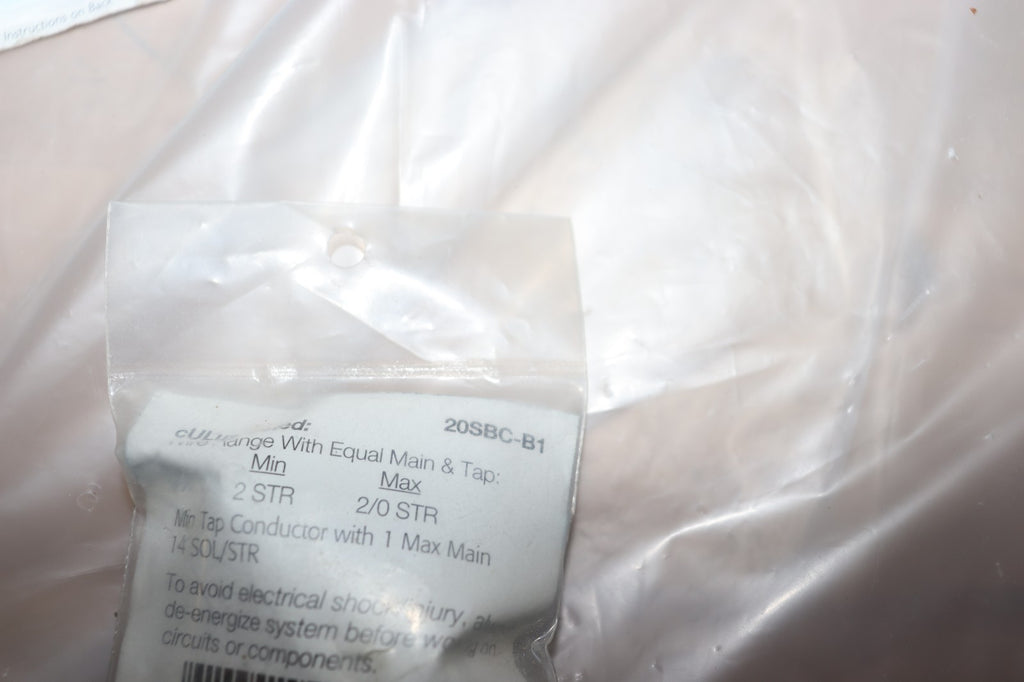 Instructions on Back
20SBC-B1
With Equal Main & Tap:
Min Max
2 STR 2/0 STR
Min Tap Conductor with 1 Max Main
14 SOL/STR
To avoid electrical shock injury,
de-energize system before
circuits or components.